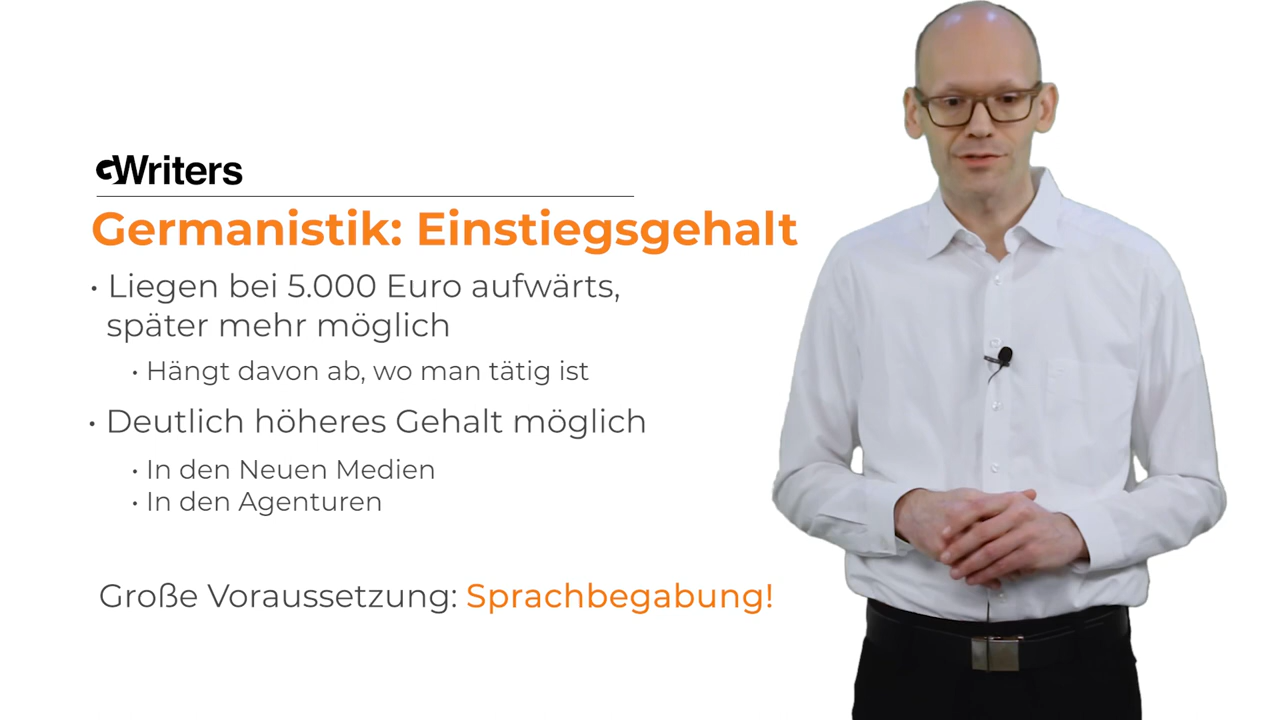 GWriters
Germanistik: Einstiegsgehalt
• Liegen bei 5.000 Euro aufwärts,
später mehr möglich
• Hängt davon ab, wo man tätig ist
• Deutlich höheres Gehalt möglich
• In den Neuen Medien
• In den Agenturen
Große Voraussetzung: Sprachbegabung!